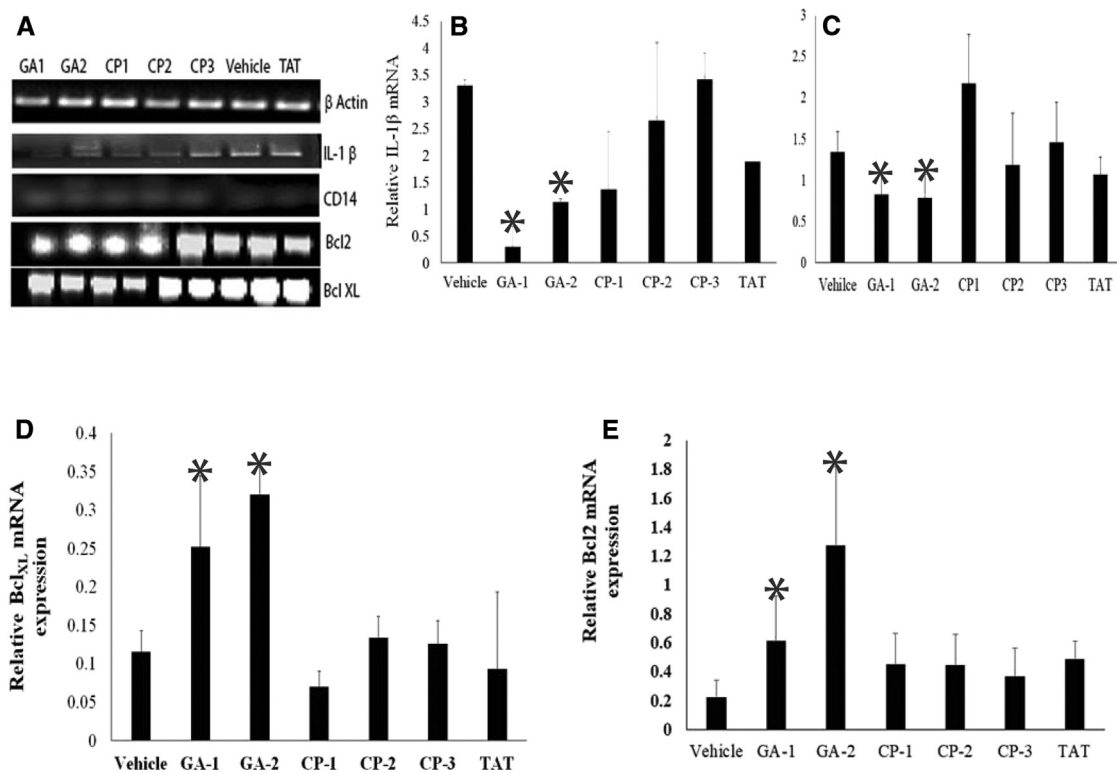 A
GA1 GA2 CP1 CP2 CP3 Vehicle TAT
β Actin
IL-1 β
CD14
Bcl2
Bcl XL
B
Relative IL-1β mRNA
4.5
4
3.5
3
2.5
2
1.5
1
0.5
0
* *
Vehicle GA-1 GA-2 CP-1 CP-2 CP-3 TAT
C
3
2.5
2
1.5
1
0.5
0
* *
Vehilce GA-1 GA-2 CP1 CP2 CP3 TAT
D
Relative BclXL mRNA
expression
0.4
0.35
0.3
0.25
0.2
0.15
0.1
0.05
0
* *
Vehicle GA-1 GA-2 CP-1 CP-2 CP-3 TAT
E
Relative Bcl2 mRNA
expression
2
1.8
1.6
1.4
1.2
1
0.8
0.6
0.4
0.2
0
* *
Vehicle GA-1 GA-2 CP-1 CP-2 CP-3 TAT